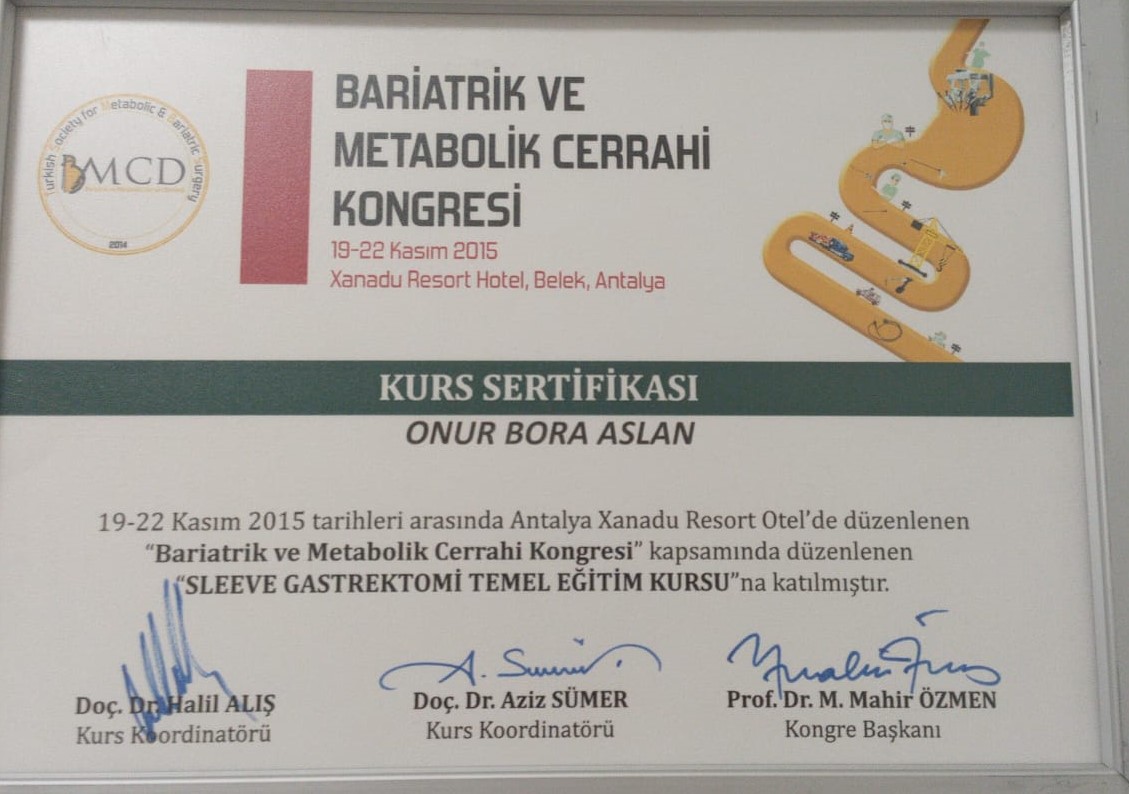 Turkish Society for Metabolic & Bariatric Surgery
BMCD
2014
BARİATRİK VE
METABOLİK CERRAHİ
KONGRESİ
19-22 Kasım 2015
Xanadu Resort Hotel, Belek, Antalya
KURS SERTİFİKASI
ONUR BORA ASLAN
19-22 Kasım 2015 tarihleri arasında Antalya Xanadu Resort Otel’de düzenlenen
“Bariatrik ve Metabolik Cerrahi Kongresi” kapsamında düzenlenen
“SLEEVE GASTREKTOMİ TEMEL EĞİTİM KURSU”na katılmıştır.
A. Sümer
Doç. Dr. Halil ALIŞ
Kurs Koordinatörü
Doç. Dr. Aziz SÜMER
Kurs Koordinatörü
Prof. Dr. M. Mahir ÖZMEN
Kongre Başkanı